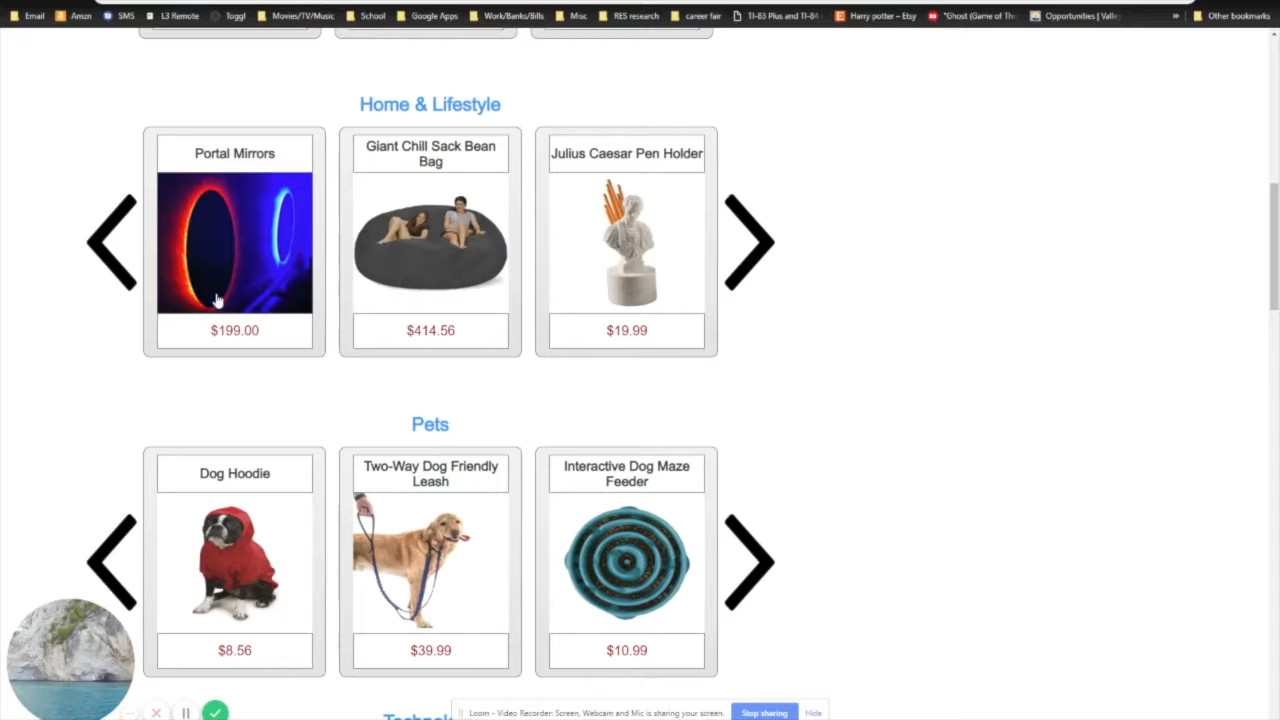 Email Amzn SMS L3 Remote Toggl Movies/TV/Music School Google Apps Work/Banks/Bills Misc RES research career fair TI-83 Plus and TI-84 Harry potter – Etsy "Ghost (Game of Thr Opportunities | Valle » Other bookmarks
Home & Lifestyle
Portal Mirrors
Giant Chill Sack Bean
Bag
Julius Caesar Pen Holder
$199.00
$414.56
$19.99
Pets
Dog Hoodie
Two-Way Dog Friendly
Leash
Interactive Dog Maze
Feeder
$8.56
$39.99
$10.99
Loom - Video Recorder: Screen, Webcam and Mic is sharing your screen. Stop sharing Hide